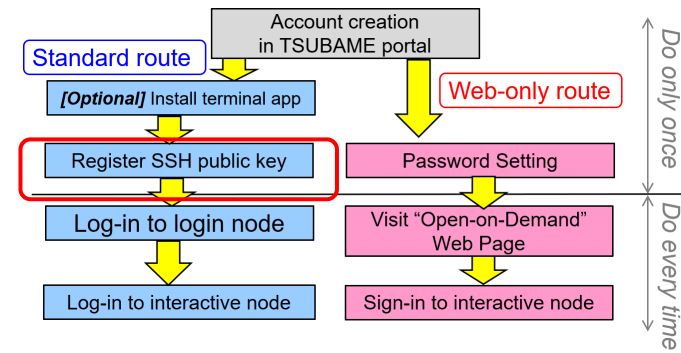 Account creation
in TSUBAME portal
Standard route
Web-only route
[Optional] Install terminal app
Register SSH public key
Password Setting
Do only once
Log-in to login node
Visit “Open-on-Demand”
Web Page
Log-in to interactive node
Sign-in to interactive node
Do every time